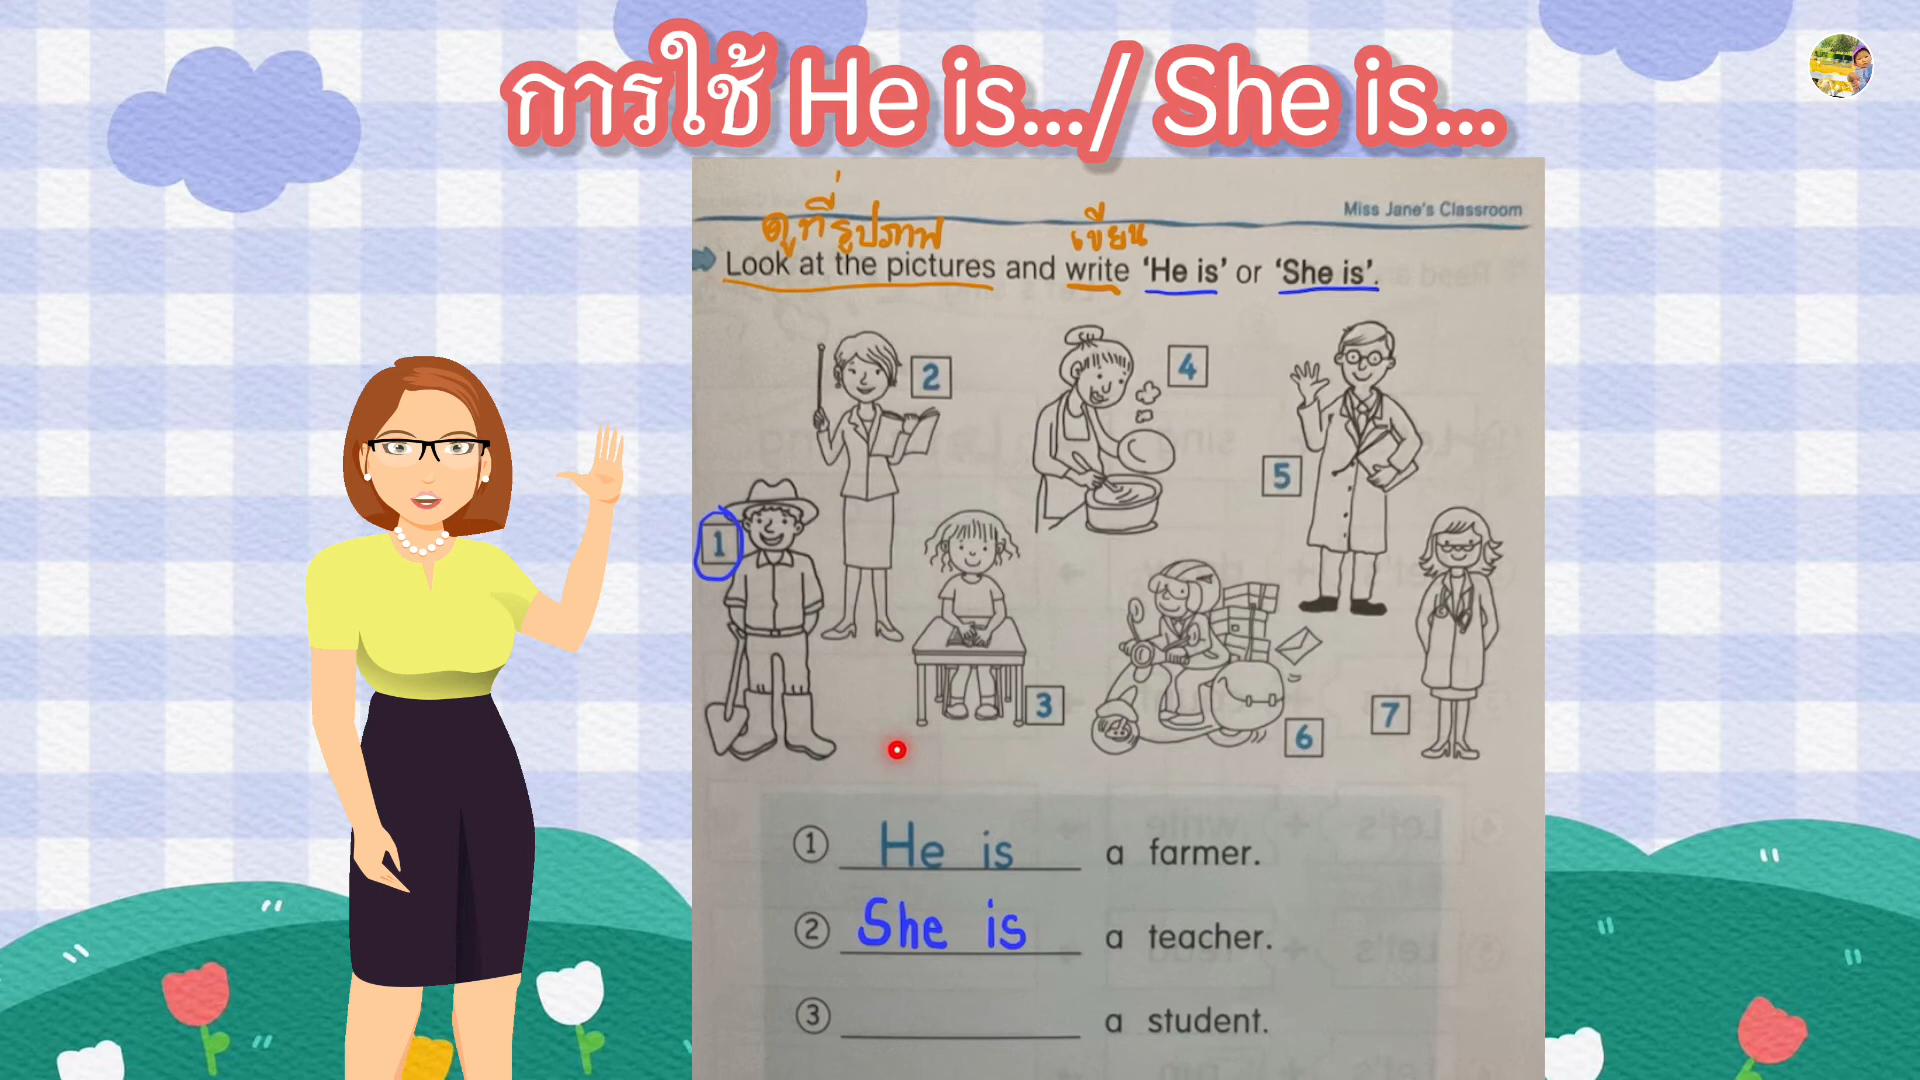 การใช้ He is.../ She is...
Miss Jane's Classroom
ดูที่รูปภาพ เขียน
Look at the pictures and write 'He is' or 'She is'.
2
4
5
1
3
6
7
① He is a farmer.
② She is a teacher.
③ a student.